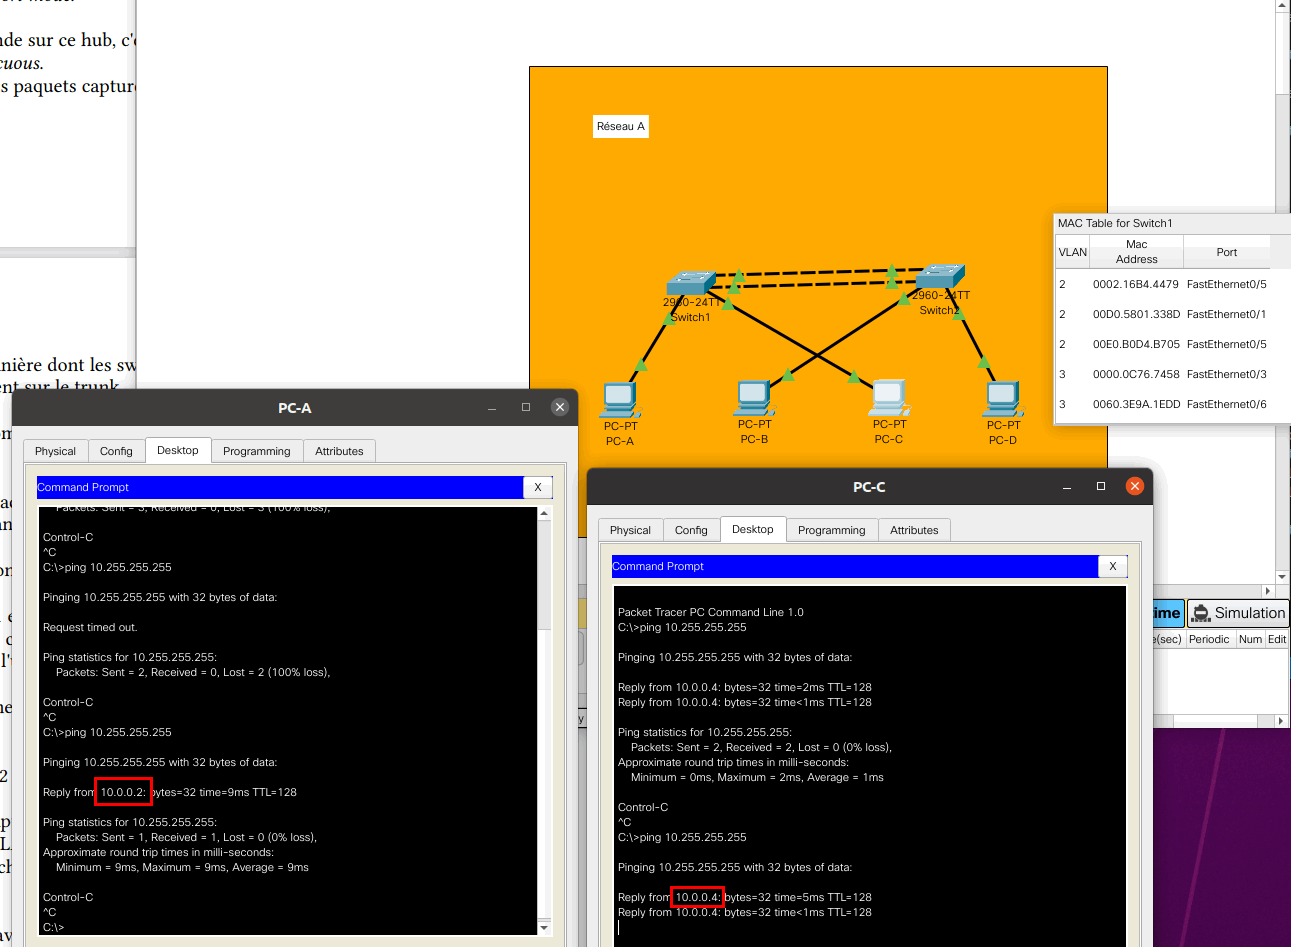 ort mode.
nde sur ce hub, c'e
cuous.
s paquets capture
Réseau A
MAC Table for Switch1
VLAN Mac Address Port
2 0002.16B4.4479 FastEthernet0/5
2 00D0.5801.338D FastEthernet0/1
2 00E0.B0D4.B705 FastEthernet0/5
3 0000.0C76.7458 FastEthernet0/3
3 0060.3E9A.1EDD FastEthernet0/6
2960-24TT
Switch1
2960-24TT
Switch2
PC-PT
PC-A
PC-PT
PC-B
PC-PT
PC-C
PC-PT
PC-D
nière dont les sw
ent sur le trunk
PC-A
Physical Config Desktop Programming Attributes
Command Prompt X
Packets: Sent = 3, Received = 0, Lost = 3 (100% loss),
Control-C
^C
C:\>ping 10.255.255.255
Pinging 10.255.255.255 with 32 bytes of data:
Request timed out.
Ping statistics for 10.255.255.255:
Packets: Sent = 2, Received = 0, Lost = 2 (100% loss),
Control-C
^C
C:\>ping 10.255.255.255
Pinging 10.255.255.255 with 32 bytes of data:
Reply from 10.0.0.2: bytes=32 time=9ms TTL=128
Ping statistics for 10.255.255.255:
Packets: Sent = 1, Received = 1, Lost = 0 (0% loss),
Approximate round trip times in milli-seconds:
Minimum = 9ms, Maximum = 9ms, Average = 9ms
Control-C
^C
C:\>
PC-C
Physical Config Desktop Programming Attributes
Command Prompt X
Packet Tracer PC Command Line 1.0
C:\>ping 10.255.255.255
Pinging 10.255.255.255 with 32 bytes of data:
Reply from 10.0.0.4: bytes=32 time=2ms TTL=128
Reply from 10.0.0.4: bytes=32 time<1ms TTL=128
Ping statistics for 10.255.255.255:
Packets: Sent = 2, Received = 2, Lost = 0 (0% loss),
Approximate round trip times in milli-seconds:
Minimum = 0ms, Maximum = 2ms, Average = 1ms
Control-C
^C
C:\>ping 10.255.255.255
Pinging 10.255.255.255 with 32 bytes of data:
Reply from 10.0.0.4: bytes=32 time=5ms TTL=128
Reply from 10.0.0.4: bytes=32 time<1ms TTL=128
ime Simulation
e(sec) Periodic Num Edit